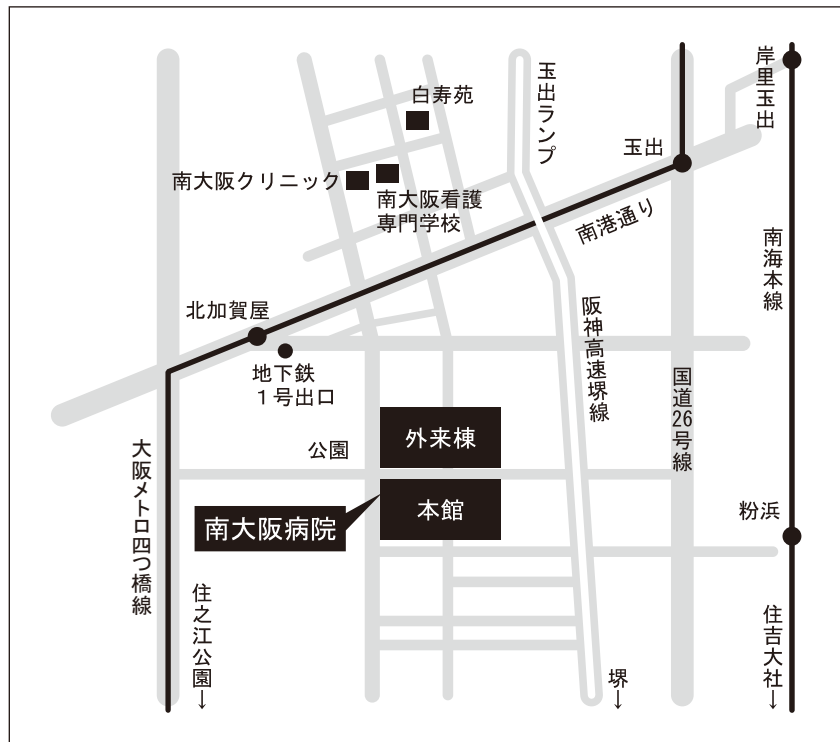 白寿苑
玉出ランプ
岸里玉出
玉出
南大阪クリニック
南大阪看護
専門学校
南港通り
南海本線
北加賀屋
地下鉄
1号出口
阪神高速堺線
国道26号線
公園
外来棟
大阪メトロ四つ橋線
南大阪病院
本館
粉浜
住之江公園↓
堺↓
住吉大社↓